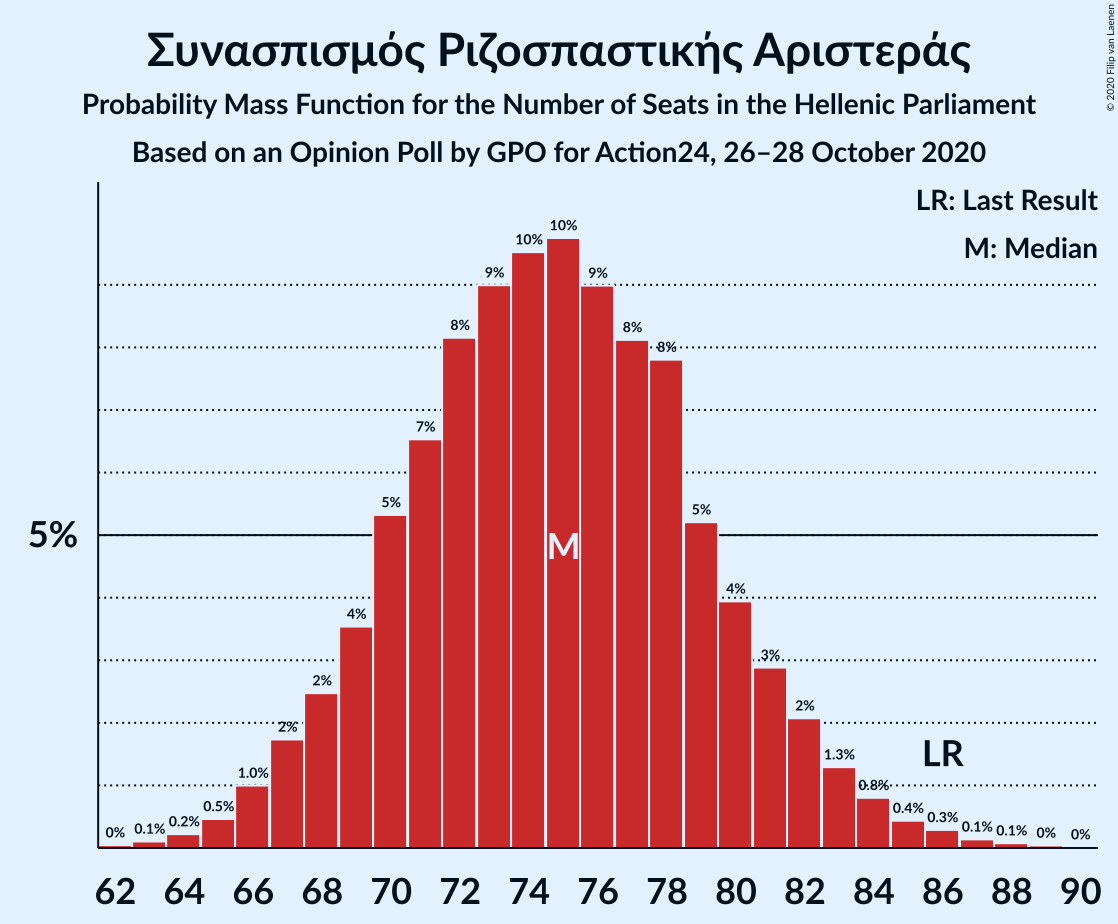 Συνασπισμός Ριζοσπαστικής Αριστεράς
Probability Mass Function for the Number of Seats in the Hellenic Parliament
Based on an Opinion Poll by GPO for Action24, 26–28 October 2020
© 2020 Filip van Laenen
LR: Last Result
M: Median
5%
0% 0.1% 0.2% 0.5% 1.0% 2% 2% 4% 5% 7% 8% 9% 10% 10% 9% 8% 8% 5% 4% 3% 2% 1.3% 0.8% 0.4% 0.3% 0.1% 0.1% 0% 0%
M
LR
62 64 66 68 70 72 74 76 78 80 82 84 86 88 90